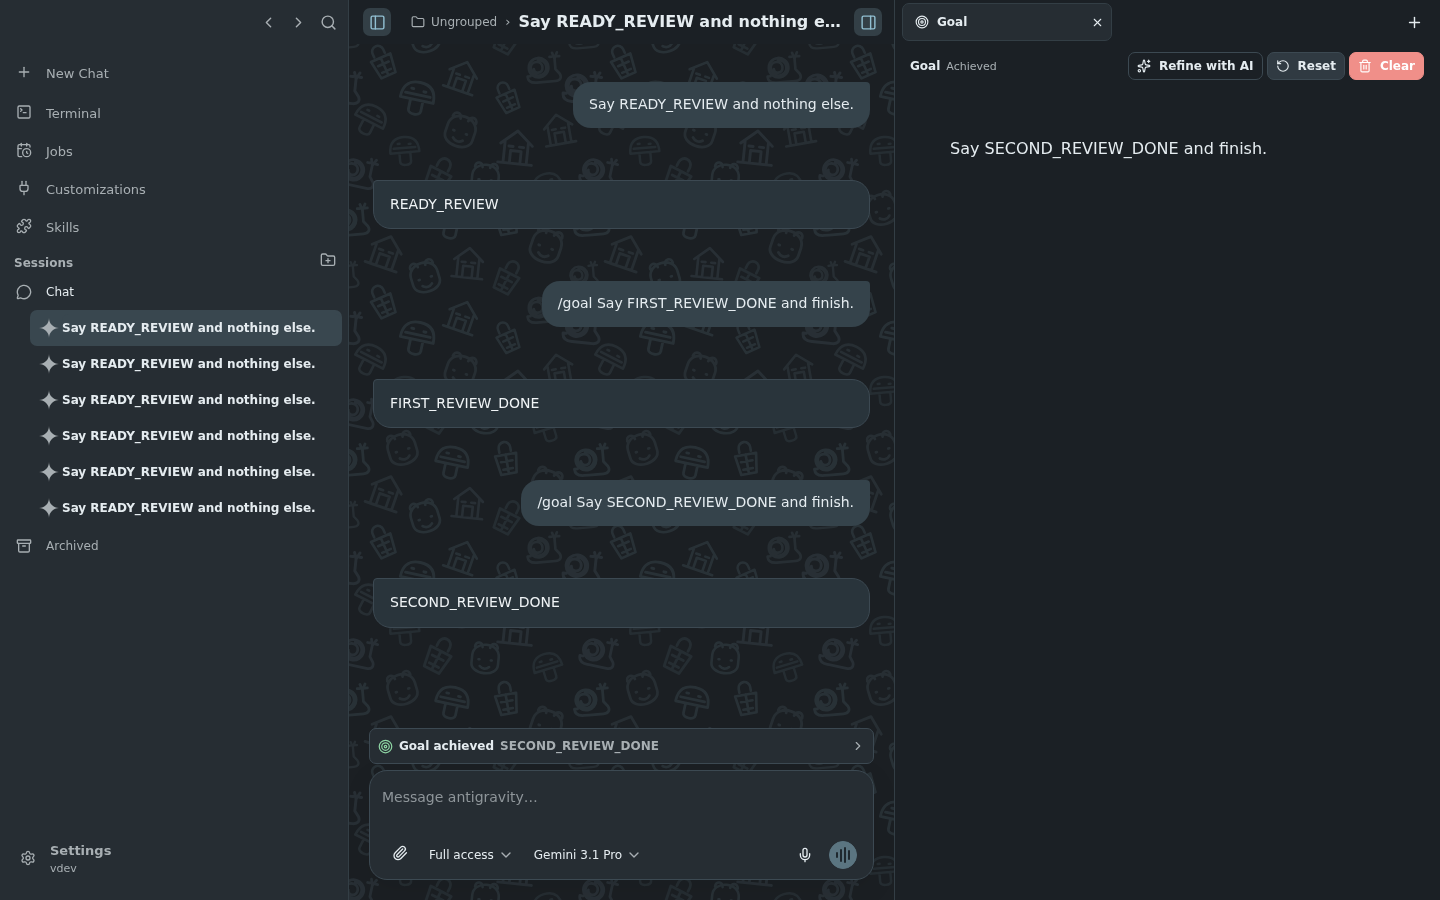 New Chat
Terminal
Jobs
Customizations
Skills
Sessions
Chat
Say READY_REVIEW and nothing else.
Say READY_REVIEW and nothing else.
Say READY_REVIEW and nothing else.
Say READY_REVIEW and nothing else.
Say READY_REVIEW and nothing else.
Say READY_REVIEW and nothing else.
Archived
Settings
vdev
Ungrouped › Say READY_REVIEW and nothing e...
Say READY_REVIEW and nothing else.
READY_REVIEW
/goal Say FIRST_REVIEW_DONE and finish.
FIRST_REVIEW_DONE
/goal Say SECOND_REVIEW_DONE and finish.
SECOND_REVIEW_DONE
Goal achieved SECOND_REVIEW_DONE
Message antigravity...
Full access Gemini 3.1 Pro
Goal
Goal Achieved Refine with AI Reset Clear
Say SECOND_REVIEW_DONE and finish.